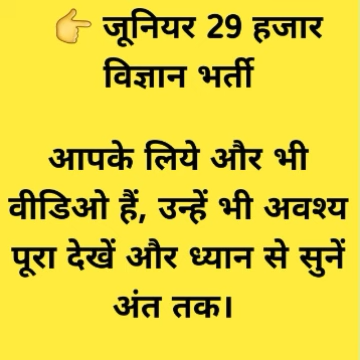 👉 जूनियर 29 हजार
विज्ञान भर्ती
आपके लिये और भी
वीडिओ हैं, उन्हें भी अवश्य
पूरा देखें और ध्यान से सुनें
अंत तक।